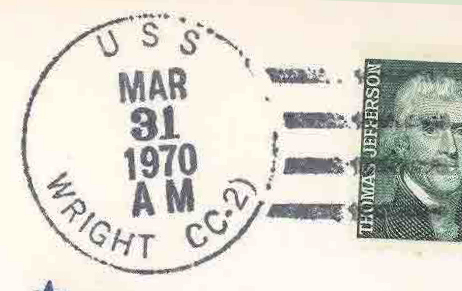 USS
MAR
31
1970
AM
WRIGHT CC-2)
THOMAS JEFFERSON